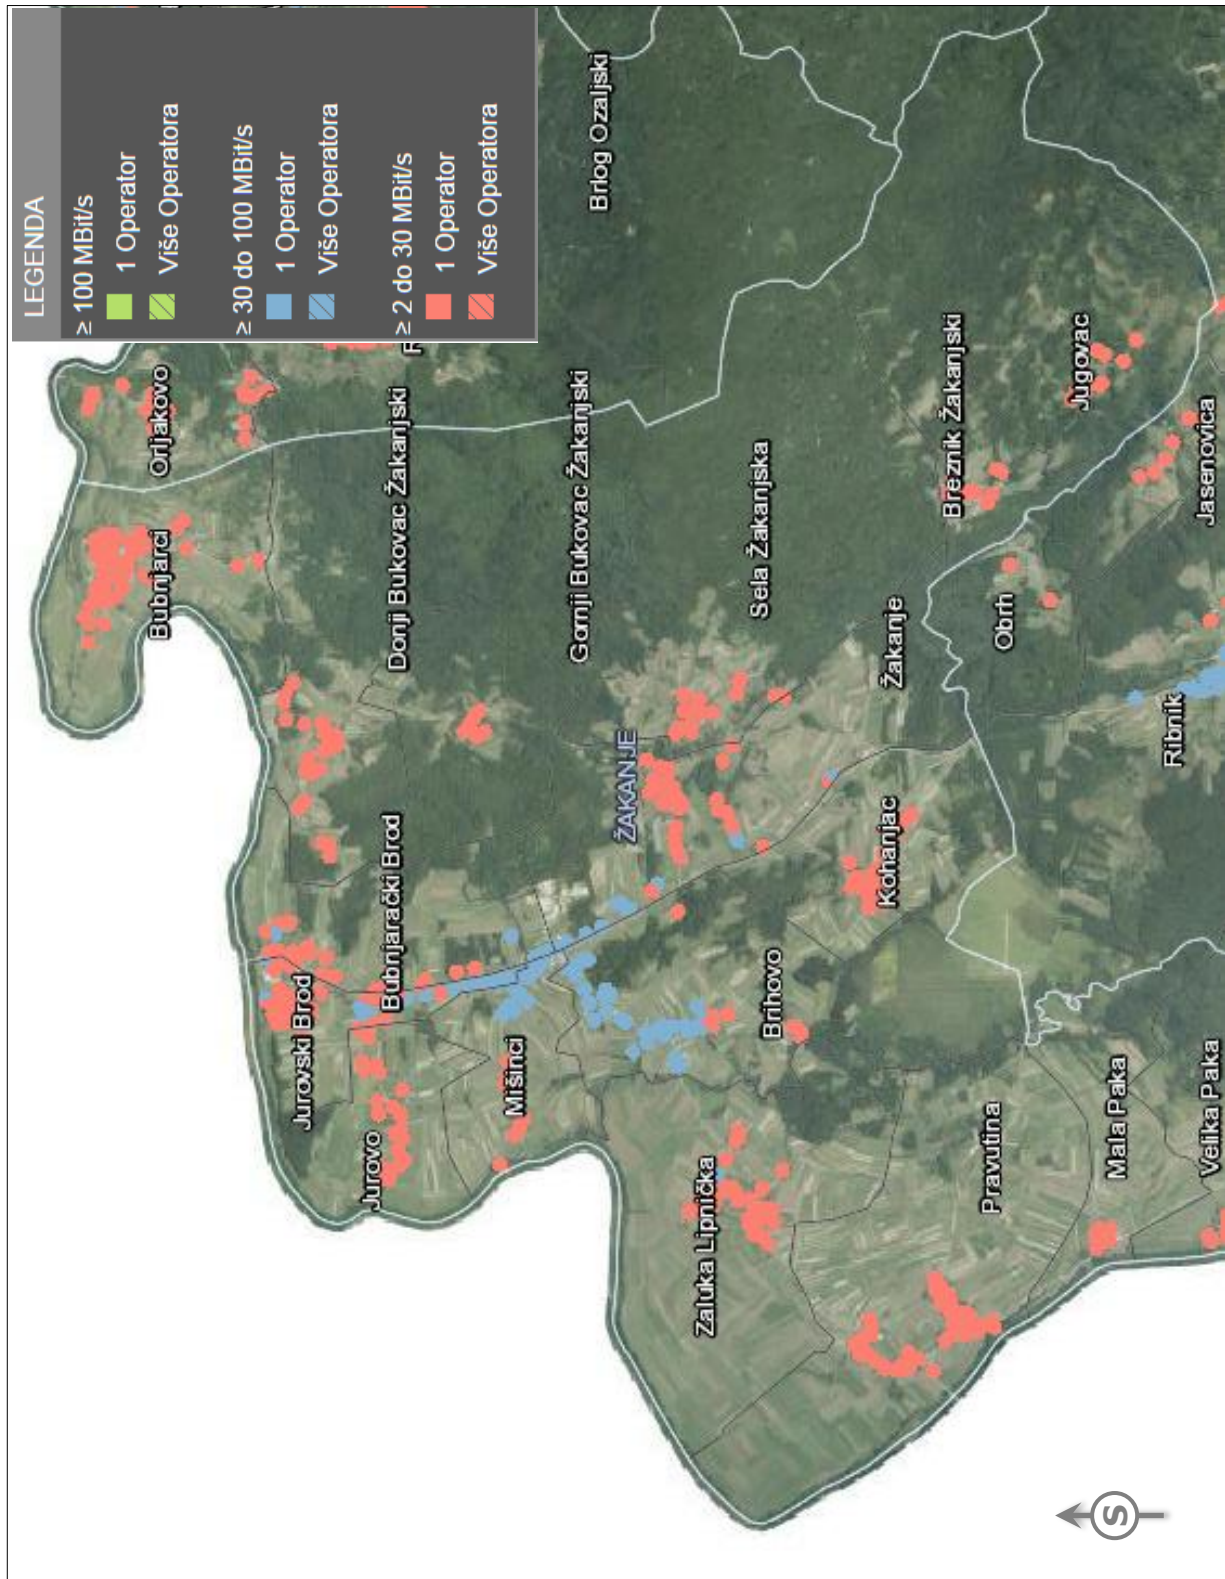 LEGENDA
≥ 100 MBit/s
1 Operator
Više Operatora
≥ 30 do 100 MBit/s
1 Operator
Više Operatora
≥ 2 do 30 MBit/s
1 Operator
Više Operatora
Jurovo
Jurovski Brod
Bubnjarci
Orljakovo
Bubnjarački Brod
Donji Bukovac Žakanjski
Mišinci
Gornji Bukovac Žakanjski
Brlog Ozaljski
ŽAKANJE
Zaluka Lipnička
Brihovo
Sela Žakanjska
Kohanjac
Žakanje
Breznik Žakanjski
Pravutina
Obrh
Jugovac
Mala Paka
Ribnik
Velika Paka
Jasenovica
S